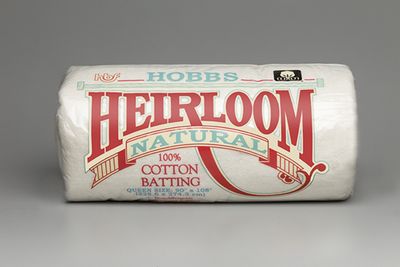 HOBBS
HEIRLOOM
NATURAL
100%
COTTON
BATTING
QUEEN SIZE: 90" x 108"